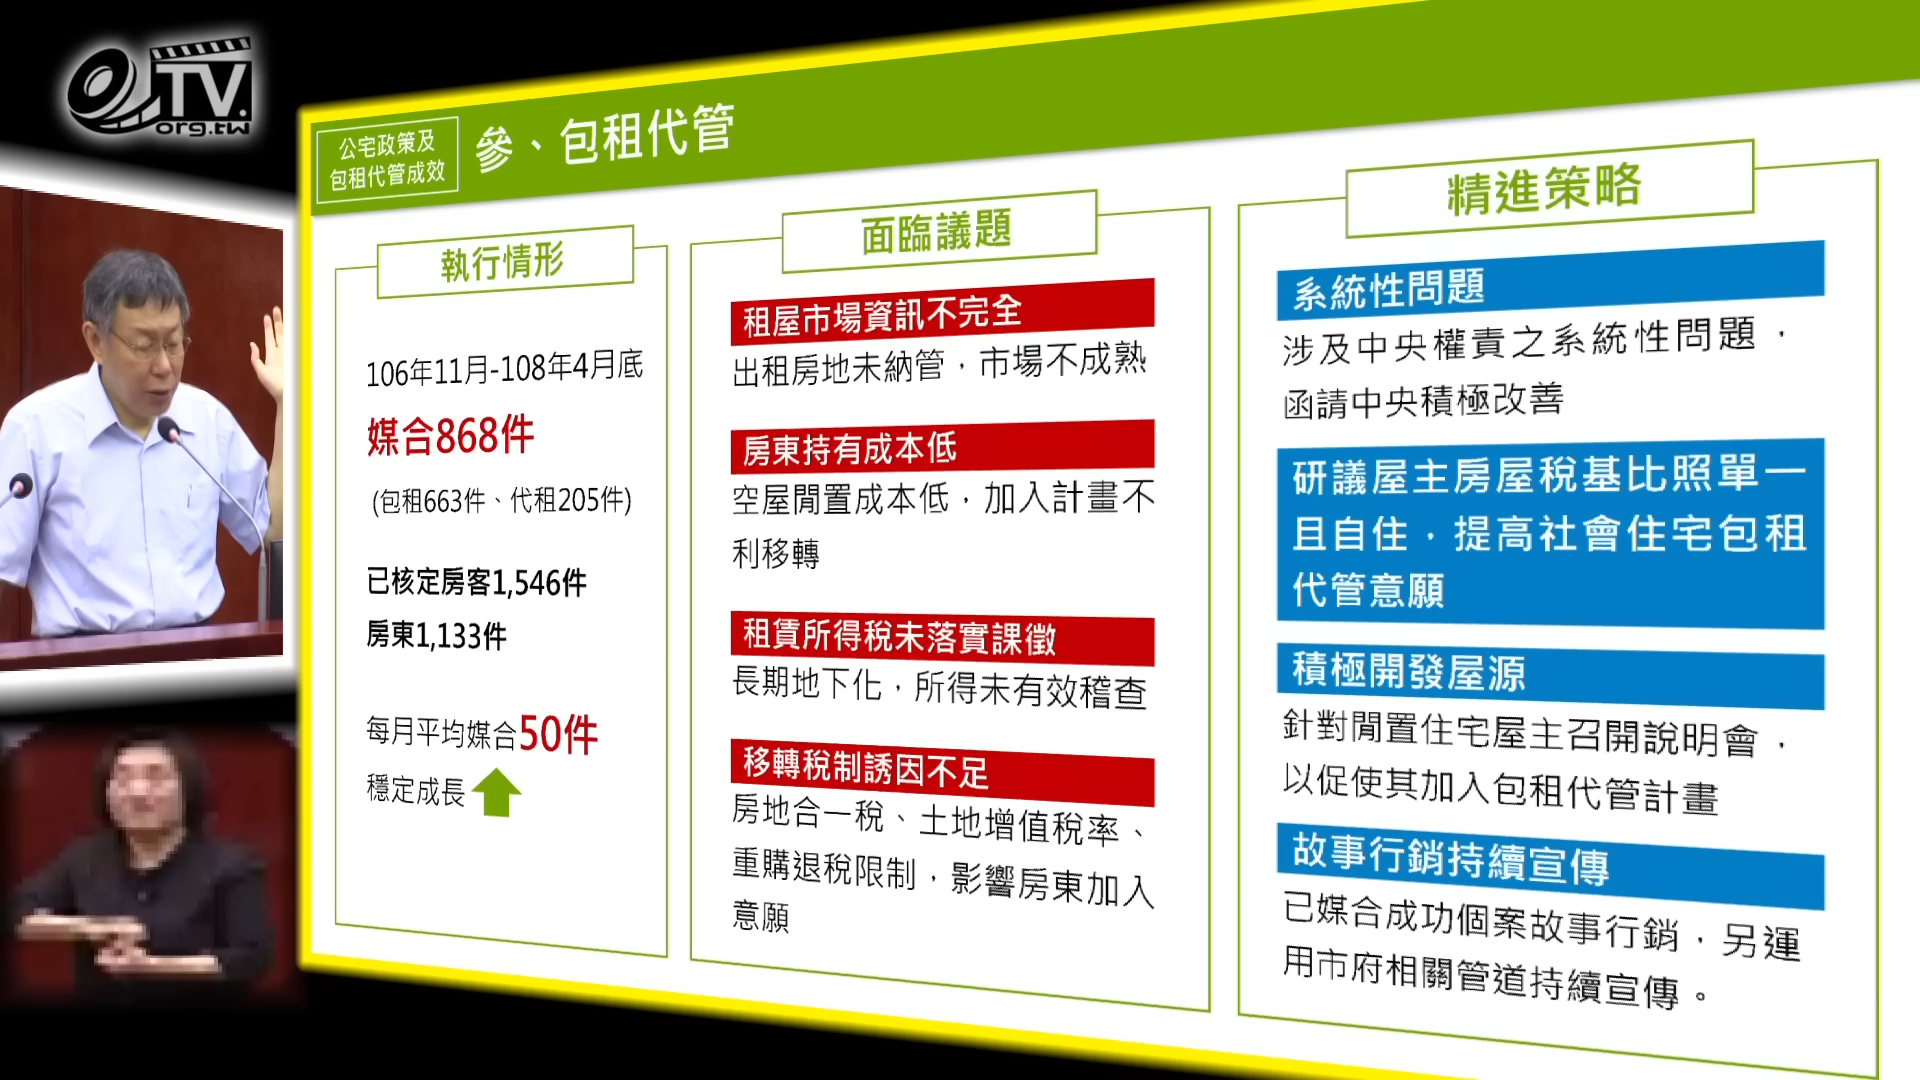 TV.
org.tw
公宅政策及
包租代管成效
參、包租代管
執行情形
106年11月-108年4月底
媒合868件
(包租663件、代租205件)
已核定房客1,546件
房東1,133件
每月平均媒合50件
穩定成長
面臨議題
租屋市場資訊不完全
出租房地未納管，市場不成熟
房東持有成本低
空屋閒置成本低，加入計畫不
利移轉
租賃所得稅未落實課徵
長期地下化，所得未有效稽查
移轉稅制誘因不足
房地合一稅、土地增值稅率、
重購退稅限制，影響房東加入
意願
精進策略
系統性問題
涉及中央權責之系統性問題，
函請中央積極改善
研議屋主房屋稅基比照單一
且自住，提高社會住宅包租
代管意願
積極開發屋源
針對閒置住宅屋主召開說明會，
以促使其加入包租代管計畫
故事行銷持續宣傳
已媒合成功個案故事行銷，另運
用市府相關管道持續宣傳。